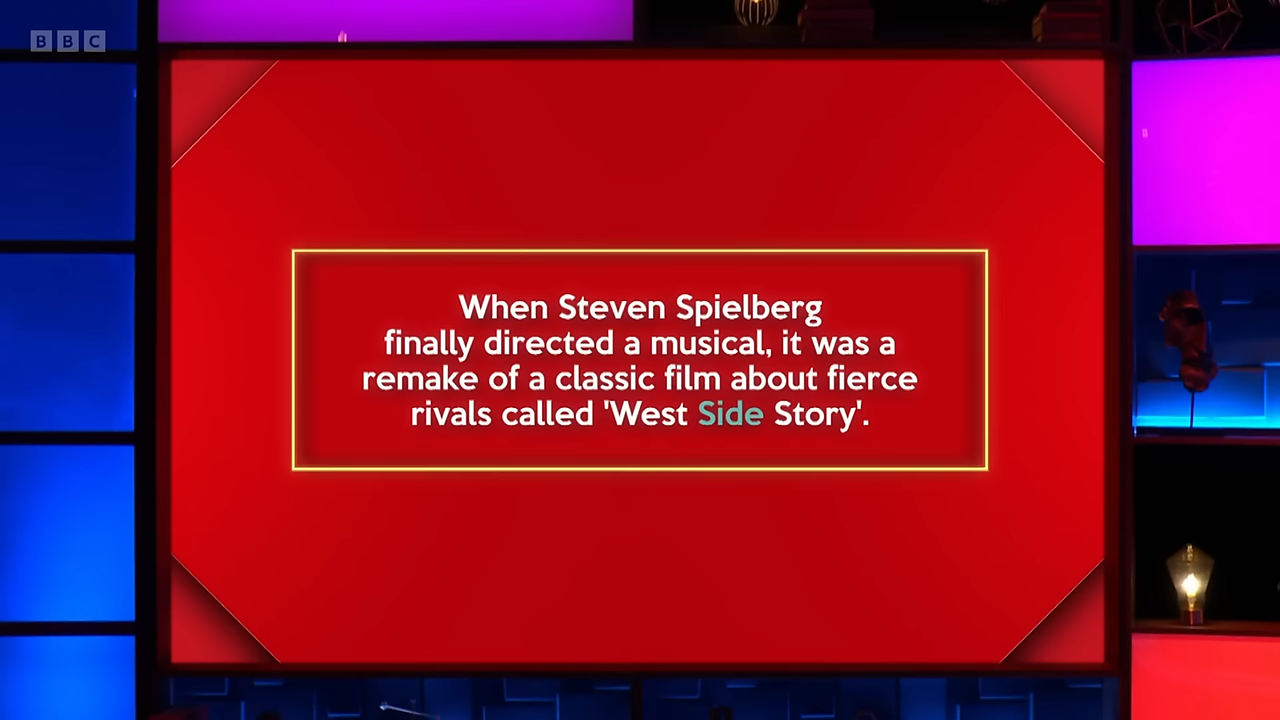 BBC
When Steven Spielberg
finally directed a musical, it was a
remake of a classic film about fierce
rivals called 'West Side Story'.